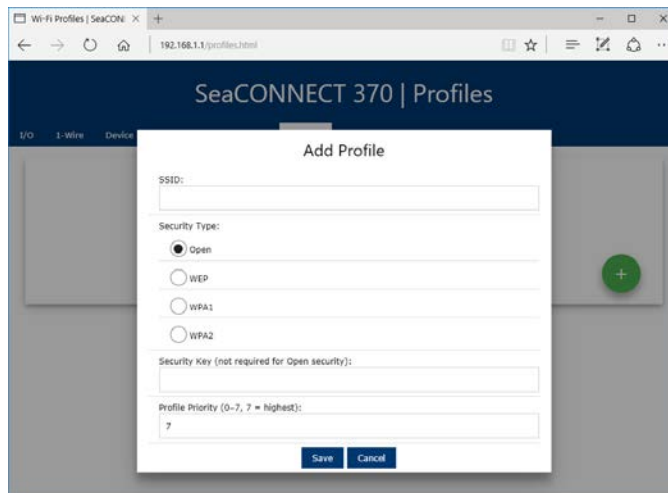 Wi-Fi Profiles | SeaCON
192.168.1.1/profiles.html
SeaCONNECT 370 | Profiles
I/O 1-Wire Device
Add Profile
SSID:
Security Type:
Open
WEP
WPA1
WPA2
Security Key (not required for Open security):
Profile Priority (0-7, 7 = highest):
7
Save Cancel